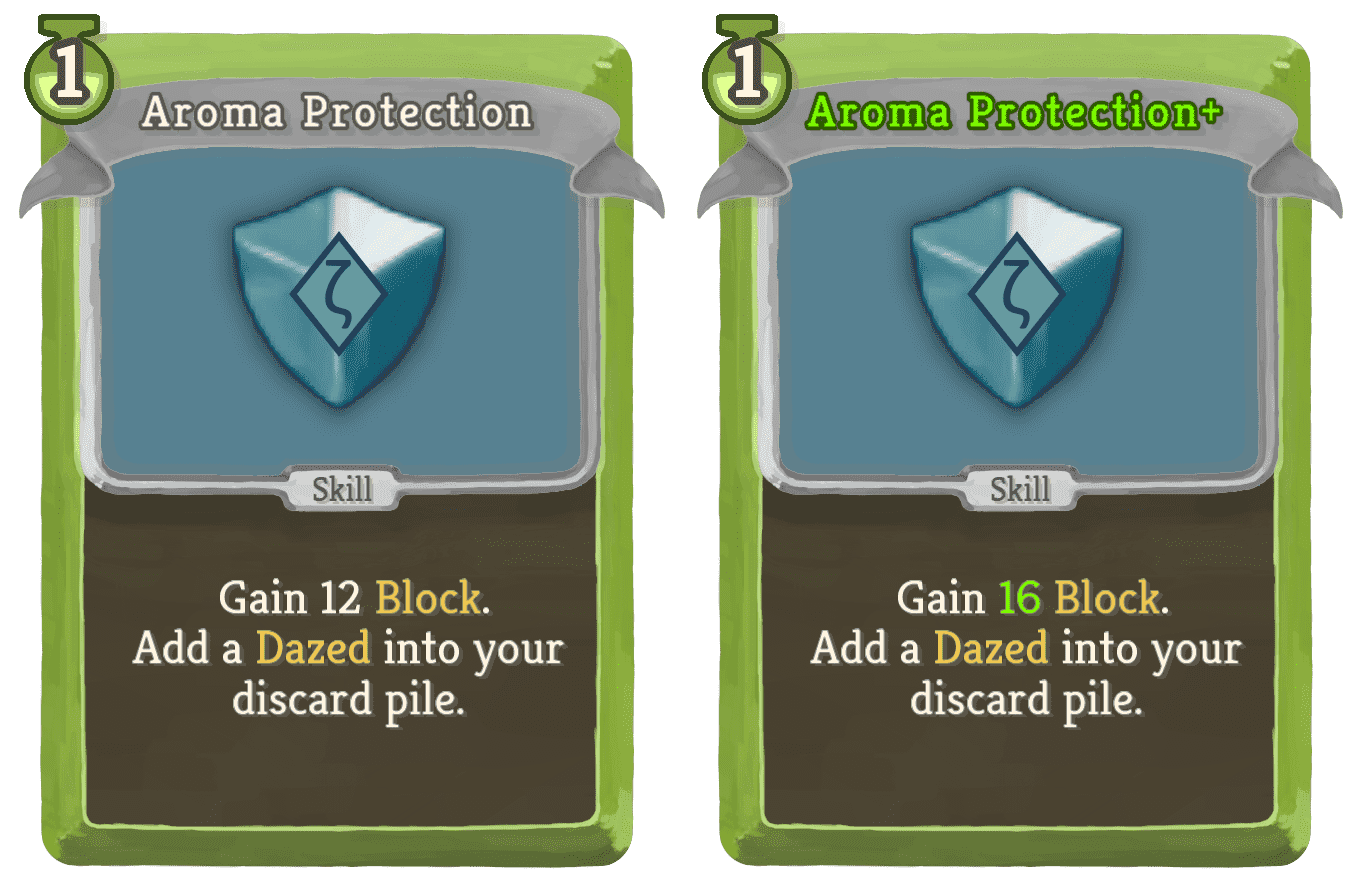 1
Aroma Protection
ζ
Skill
Gain 12 Block.
Add a Dazed into your
discard pile.
1
Aroma Protection+
ζ
Skill
Gain 16 Block.
Add a Dazed into your
discard pile.